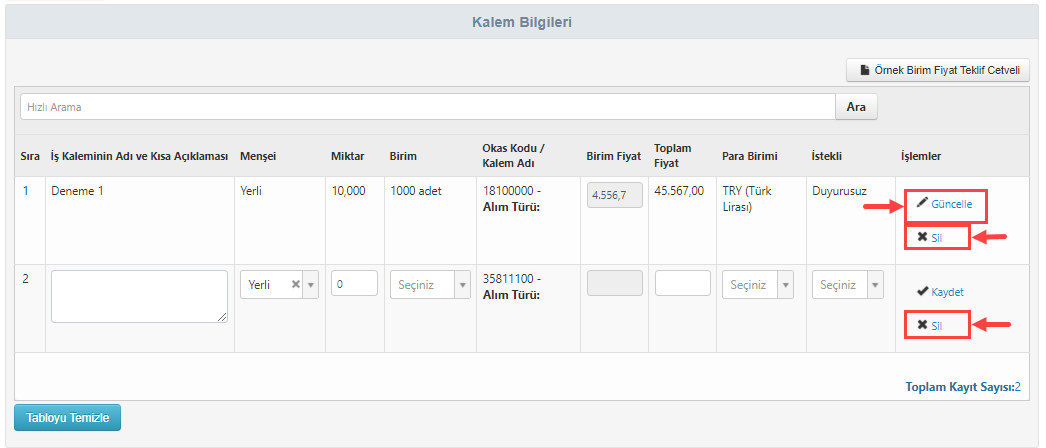 Kalem Bilgileri
Örnek Birim Fiyat Teklif Cetveli
Hızlı Arama
Ara
Sıra
İş Kaleminin Adı ve Kısa Açıklaması
Menşei
Miktar
Birim
Okas Kodu /
Kalem Adı
Birim Fiyat
Toplam
Fiyat
Para Birimi
İstekli
İşlemler
1
Deneme 1
Yerli
10,000
1000 adet
18100000 -
Alım Türü:
4.556,7
45.567,00
TRY (Türk
Lirası)
Duyurusuz
Güncelle
Sil
2
Yerli
0
Seçiniz
35811100 -
Alım Türü:
Seçiniz
Seçiniz
Kaydet
Sil
Toplam Kayıt Sayısı:2
Tabloyu Temizle